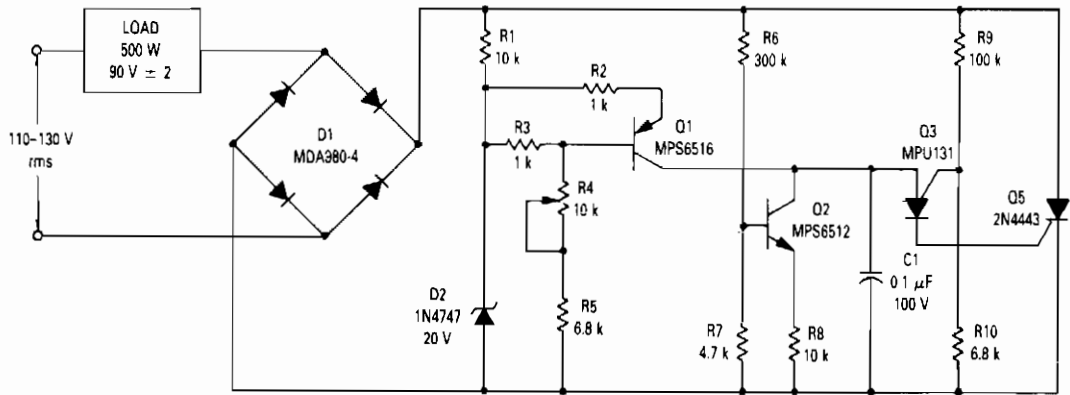 LOAD
500 W
90 V ± 2
110-130 V
rms
D1
MDA980-4
R1
10 k
R2
1 k
R3
1 k
R4
10 k
R5
6.8 k
D2
1N4747
20 V
Q1
MPS6516
R6
300 k
R7
4.7 k
Q2
MPS6512
R8
10 k
C1
0 1 μF
100 V
Q3
MPU131
R9
100 k
R10
6.8 k
Q5
2N4443